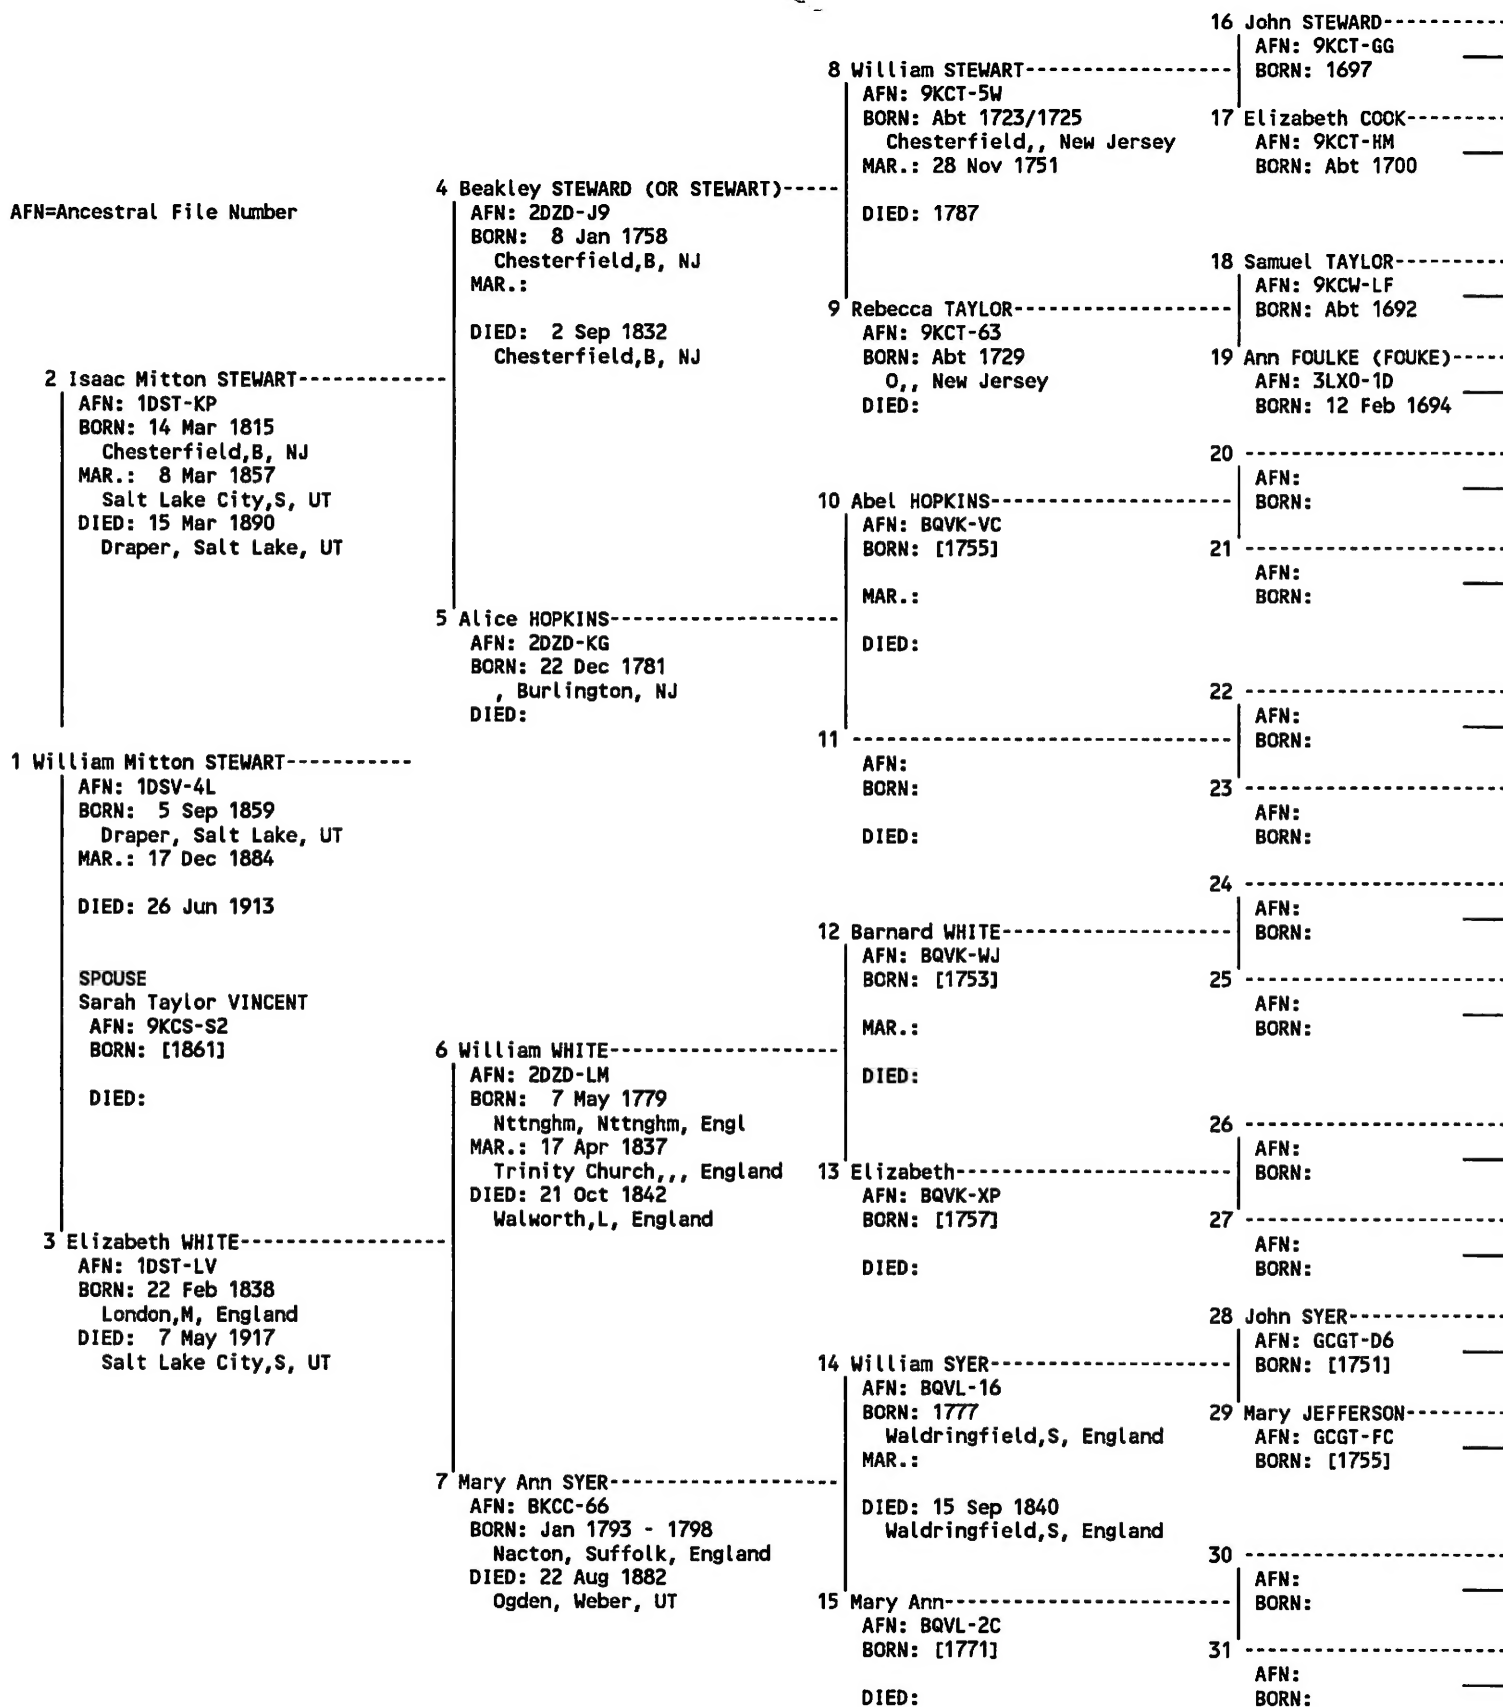 AFN=Ancestral File Number
1 William Mitton STEWART-----------
AFN: 1DSV-4L
BORN: 5 Sep 1859
Draper, Salt Lake, UT
MAR.: 17 Dec 1884
DIED: 26 Jun 1913
SPOUSE
Sarah Taylor VINCENT
AFN: 9KCS-S2
BORN: [1861]
DIED:
2 Isaac Mitton STEWART-------------
AFN: 1DST-KP
BORN: 14 Mar 1815
Chesterfield,B, NJ
MAR.: 8 Mar 1857
Salt Lake City,S, UT
DIED: 15 Mar 1890
Draper, Salt Lake, UT
3 Elizabeth WHITE------------------
AFN: 1DST-LV
BORN: 22 Feb 1838
London,M, England
DIED: 7 May 1917
Salt Lake City,S, UT
4 Beakley STEWARD (OR STEWART)-----
AFN: 2DZD-J9
BORN: 8 Jan 1758
Chesterfield,B, NJ
MAR.:
DIED: 2 Sep 1832
Chesterfield,B, NJ
5 Alice HOPKINS--------------------
AFN: 2DZD-KG
BORN: 22 Dec 1781
, Burlington, NJ
DIED:
6 William WHITE--------------------
AFN: 2DZD-LM
BORN: 7 May 1779
Nttnghm, Nttnghm, Engl
MAR.: 17 Apr 1837
Trinity Church,,, England
DIED: 21 Oct 1842
Walworth,L, England
7 Mary Ann SYER--------------------
AFN: BKCC-66
BORN: Jan 1793 - 1798
Nacton, Suffolk, England
DIED: 22 Aug 1882
Ogden, Weber, UT
8 William STEWART------------------
AFN: 9KCT-5W
BORN: Abt 1723/1725
Chesterfield,, New Jersey
MAR.: 28 Nov 1751
DIED: 1787
9 Rebecca TAYLOR-------------------
AFN: 9KCT-63
BORN: Abt 1729
O,, New Jersey
DIED:
10 Abel HOPKINS---------------------
AFN: BQVK-VC
BORN: [1755]
MAR.:
DIED:
11 ---------------------------------
AFN:
BORN:
DIED:
12 Barnard WHITE--------------------
AFN: BQVK-WJ
BORN: [1753]
MAR.:
DIED:
13 Elizabeth------------------------
AFN: BQVK-XP
BORN: [1757]
DIED:
14 William SYER---------------------
AFN: BQVL-16
BORN: 1777
Waldringfield,S, England
MAR.:
DIED: 15 Sep 1840
Waldringfield,S, England
15 Mary Ann-------------------------
AFN: BQVL-2C
BORN: [1771]
DIED:
16 John STEWARD----------
AFN: 9KCT-GG
BORN: 1697
17 Elizabeth COOK--------
AFN: 9KCT-HM
BORN: Abt 1700
18 Samuel TAYLOR---------
AFN: 9KCW-LF
BORN: Abt 1692
19 Ann FOULKE (FOUKE)----
AFN: 3LX0-1D
BORN: 12 Feb 1694
20 ----------------------
AFN:
BORN:
21 ----------------------
AFN:
BORN:
22 ----------------------
AFN:
BORN:
23 ----------------------
AFN:
BORN:
24 ----------------------
AFN:
BORN:
25 ----------------------
AFN:
BORN:
26 ----------------------
AFN:
BORN:
27 ----------------------
AFN:
BORN:
28 John SYER-------------
AFN: GCGT-D6
BORN: [1751]
29 Mary JEFFERSON--------
AFN: GCGT-FC
BORN: [1755]
30 ----------------------
AFN:
BORN:
31 ----------------------
AFN:
BORN: